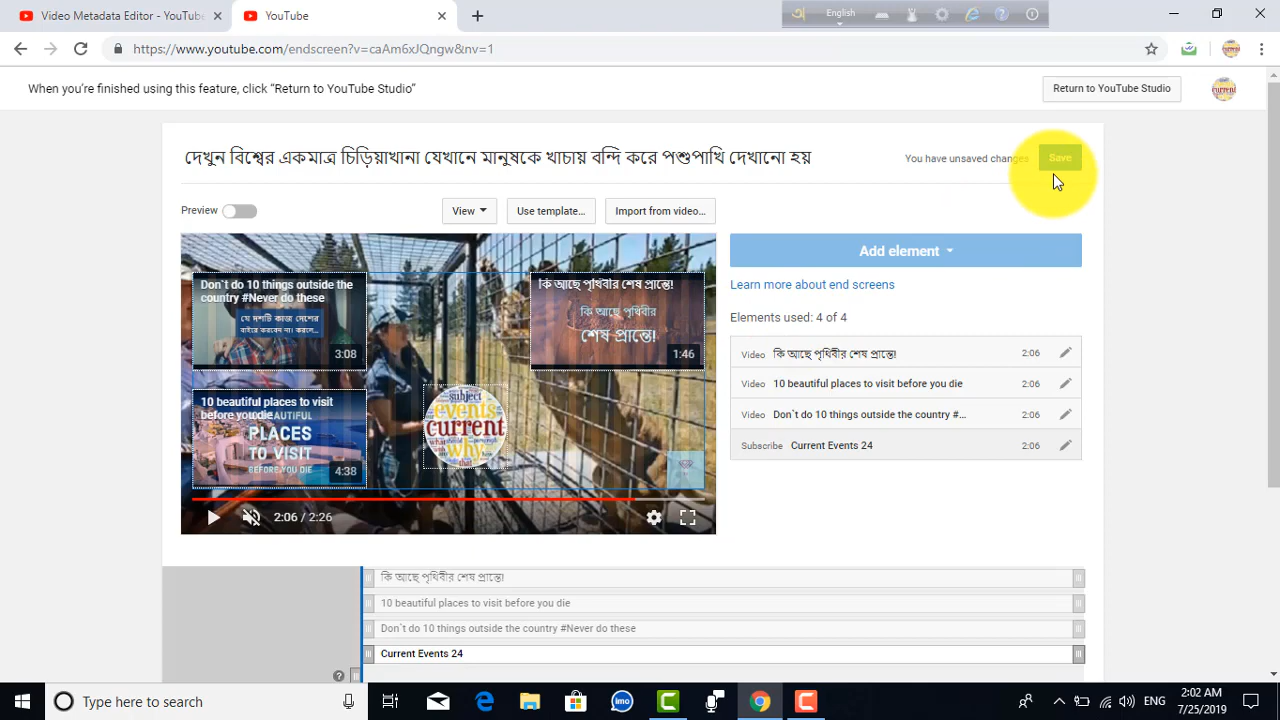 Video Metadata Editor - YouTube
YouTube
English
https://www.youtube.com/endscreen?v=caAm6xJQngw&nv=1
When you're finished using this feature, click "Return to YouTube Studio"
Return to YouTube Studio
দেখুন বিশ্বের একমাত্র চিড়িয়াখানা যেখানে মানুষকে খাচায় বন্দি করে পশুপাখি দেখানো হয়
You have unsaved changes
Save
Preview
View
Use template...
Import from video...
Add element
Learn more about end screens
Elements used: 4 of 4
Don`t do 10 things outside the
country #Never do these
যে দশটি কাজ দেশের
বাইরে করবেন না। করলে...
3:08
কি আছে পৃথিবীর শেষ প্রান্তে!
কি আছে পৃথিবীর
শেষ প্রান্তে!
1:46
10 beautiful places to visit
before you die
BEAUTIFUL
PLACES
TO VISIT
BEFORE YOU DIE
4:38
subject
events
current
why
Video কি আছে পৃথিবীর শেষ প্রান্তে! 2:06
Video 10 beautiful places to visit before you die 2:06
Video Don`t do 10 things outside the country #... 2:06
Subscribe Current Events 24 2:06
2:06 / 2:26
কি আছে পৃথিবীর শেষ প্রান্তে!
10 beautiful places to visit before you die
Don`t do 10 things outside the country #Never do these
Current Events 24
?
Type here to search
imo
ENG
2:02 AM
7/25/2019